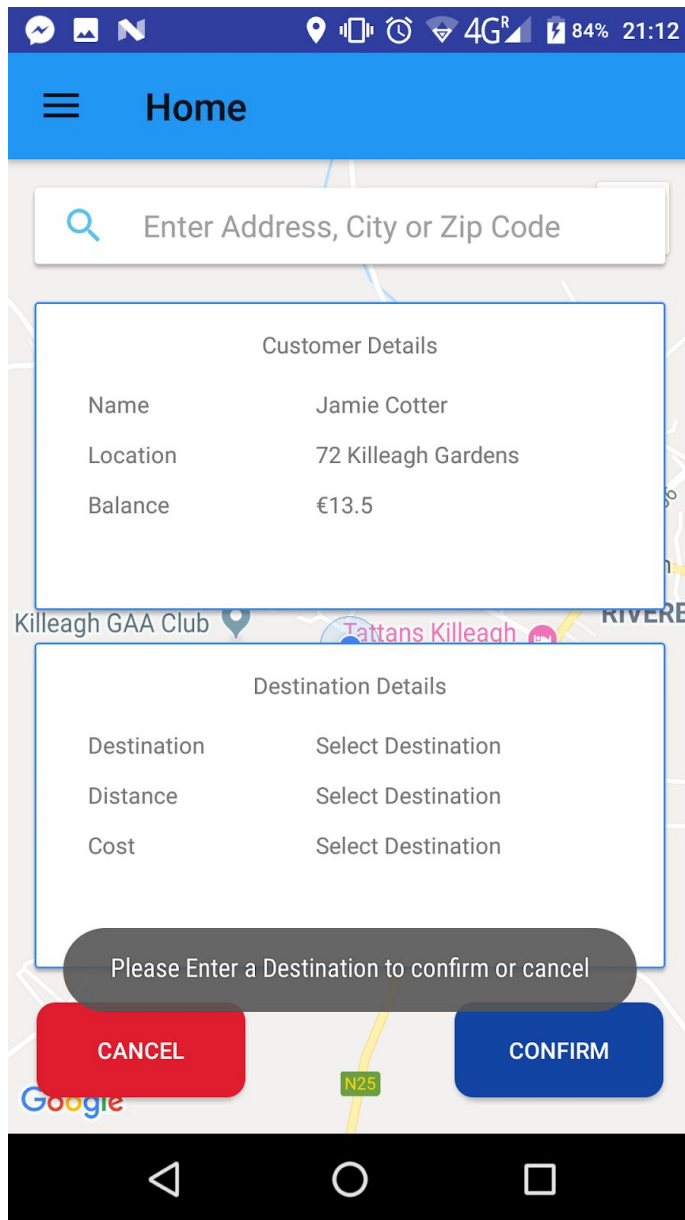 4G R 84% 21:12
Home
Enter Address, City or Zip Code
Customer Details
Name Jamie Cotter
Location 72 Killeagh Gardens
Balance €13.5
Killeagh GAA Club
Tattans Killeagh
Destination Details
Destination Select Destination
Distance Select Destination
Cost Select Destination
Please Enter a Destination to confirm or cancel
CANCEL CONFIRM
N25
Google